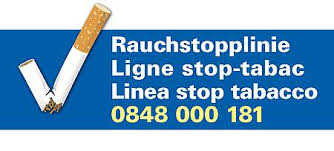 Rauchstopplinie
Ligne stop-tabac
Linea stop tabacco
0848 000 181